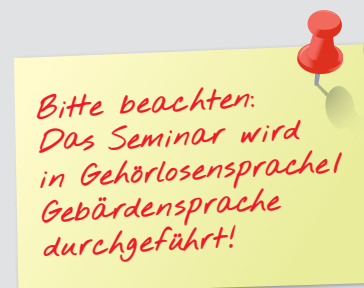 Bitte beachten:
Das Seminar wird
in Gehörlosensprache/
Gebärdensprache
durchgeführt!